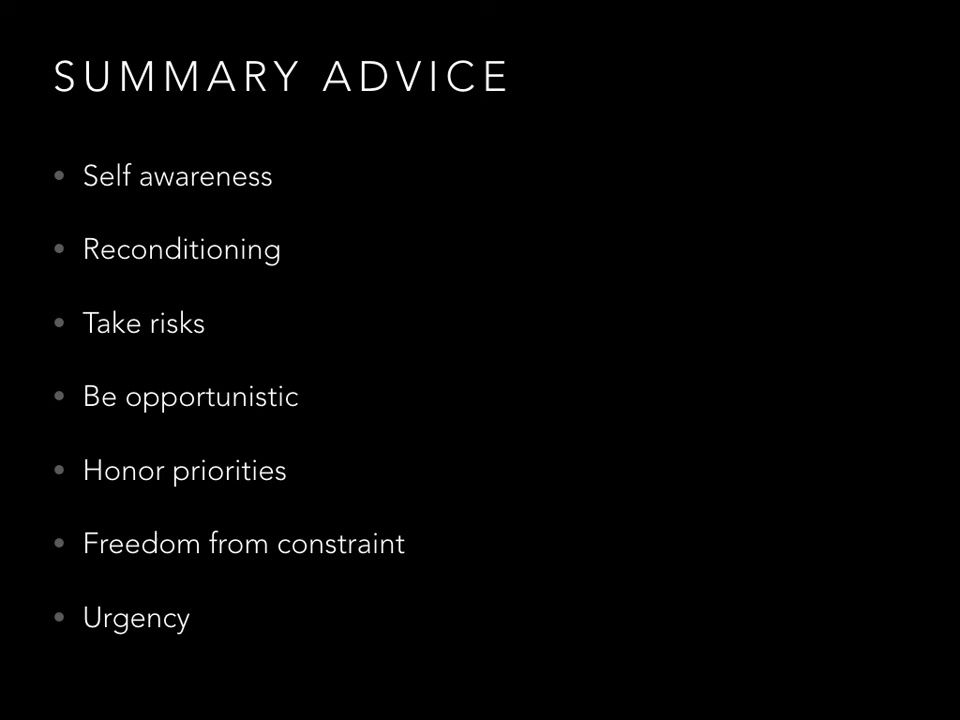 SUMMARY ADVICE
• Self awareness
• Reconditioning
• Take risks
• Be opportunistic
• Honor priorities
• Freedom from constraint
• Urgency